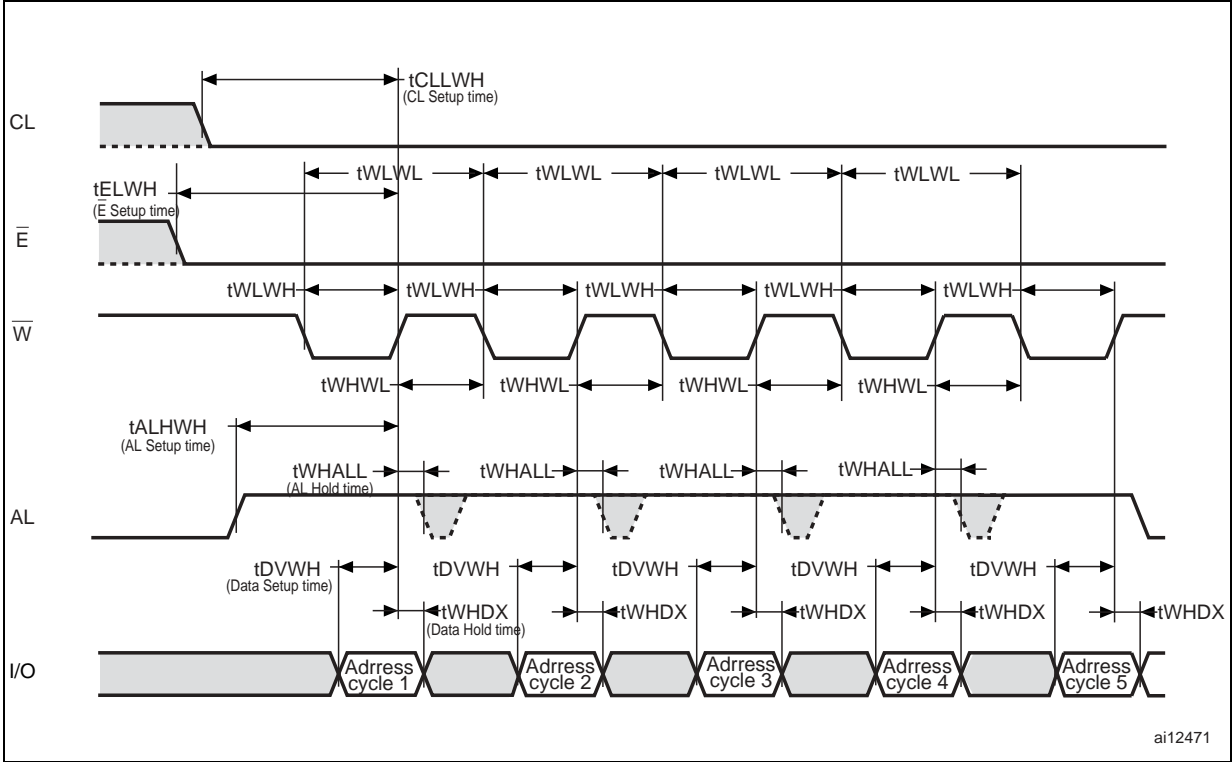 tCLLWH
(CL Setup time)
CL
tWLWL tWLWL tWLWL tWLWL
tELWH
(E̅ Setup time)
E̅
tWLWH tWLWH tWLWH tWLWH tWLWH
W̅
tWHWL tWHWL tWHWL tWHWL
tALHWH
(AL Setup time)
tWHALL tWHALL tWHALL tWHALL
(AL Hold time)
AL
tDVWH tDVWH tDVWH tDVWH tDVWH
(Data Setup time)
tWHDX tWHDX tWHDX tWHDX tWHDX
(Data Hold time)
I/O
Adrress cycle 1
Adrress cycle 2
Adrress cycle 3
Adrress cycle 4
Adrress cycle 5
ai12471